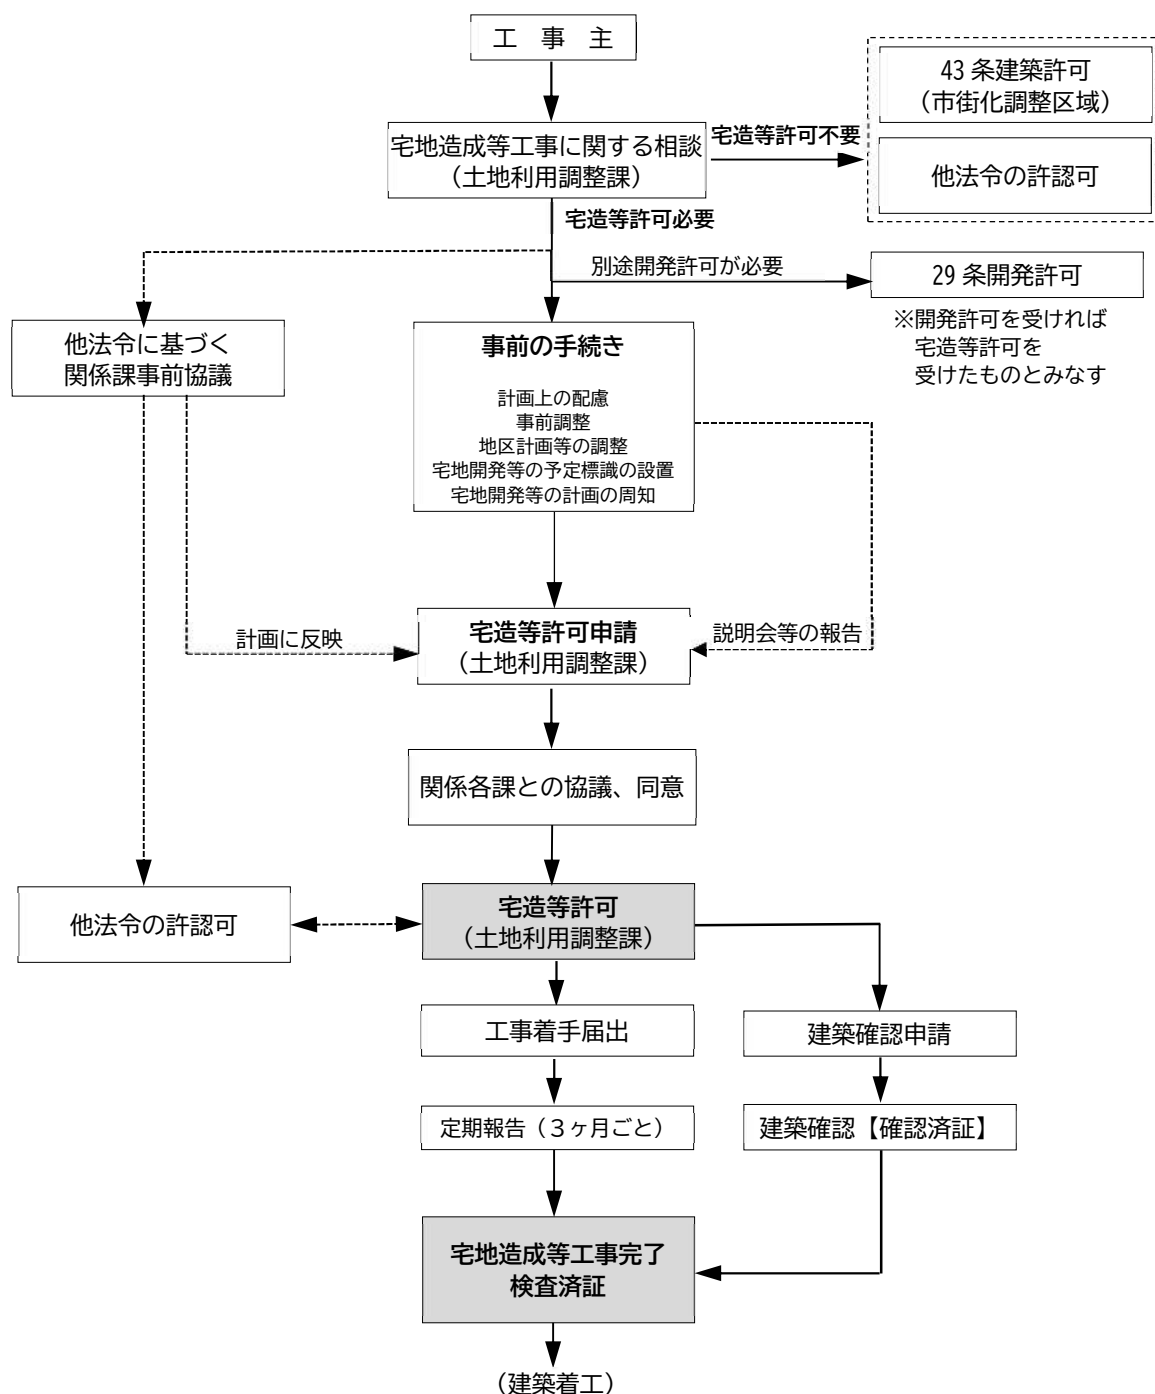 工　事　主
43 条建築許可
（市街化調整区域）
他法令の許認可
宅地造成等工事に関する相談
（土地利用調整課）
宅造等許可不要
宅造等許可必要
別途開発許可が必要
29 条開発許可
※開発許可を受ければ
宅造等許可を
受けたものとみなす
他法令に基づく
関係課事前協議
事前の手続き
計画上の配慮
事前調整
地区計画等の調整
宅地開発等の予定標識の設置
宅地開発等の計画の周知
計画に反映
宅造等許可申請
（土地利用調整課）
説明会等の報告
関係各課との協議、同意
他法令の許認可
宅造等許可
（土地利用調整課）
工事着手届出
建築確認申請
定期報告（３ヶ月ごと）
建築確認【確認済証】
宅地造成等工事完了
検査済証
（建築着工）